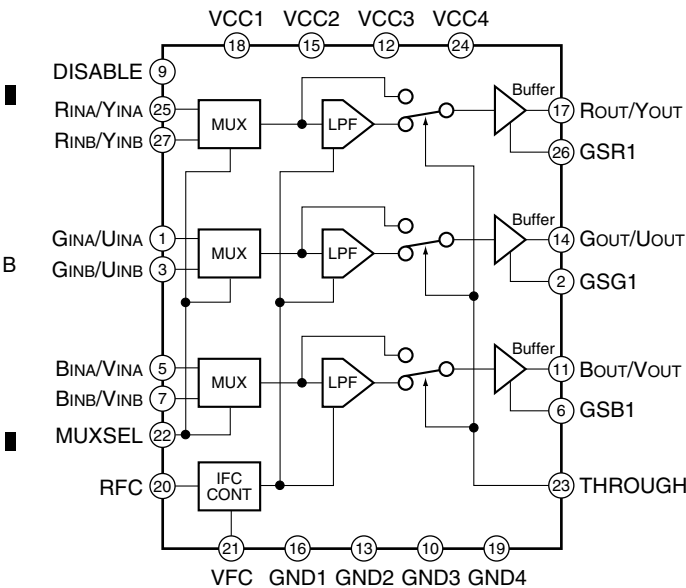 VCC1 VCC2 VCC3 VCC4
18 15 12 24
DISABLE 9
RINA/YINA 25
RINB/YINB 27
MUX
LPF
Buffer
17 ROUT/YOUT
26 GSR1
B
GINA/UINA 1
GINB/UINB 3
MUX
LPF
Buffer
14 GOUT/UOUT
2 GSG1
BINA/VINA 5
BINB/VINB 7
MUX
LPF
Buffer
11 BOUT/VOUT
6 GSB1
MUXSEL 22
RFC 20
IFC
CONT
23 THROUGH
21 16 13 10 19
VFC GND1 GND2 GND3 GND4